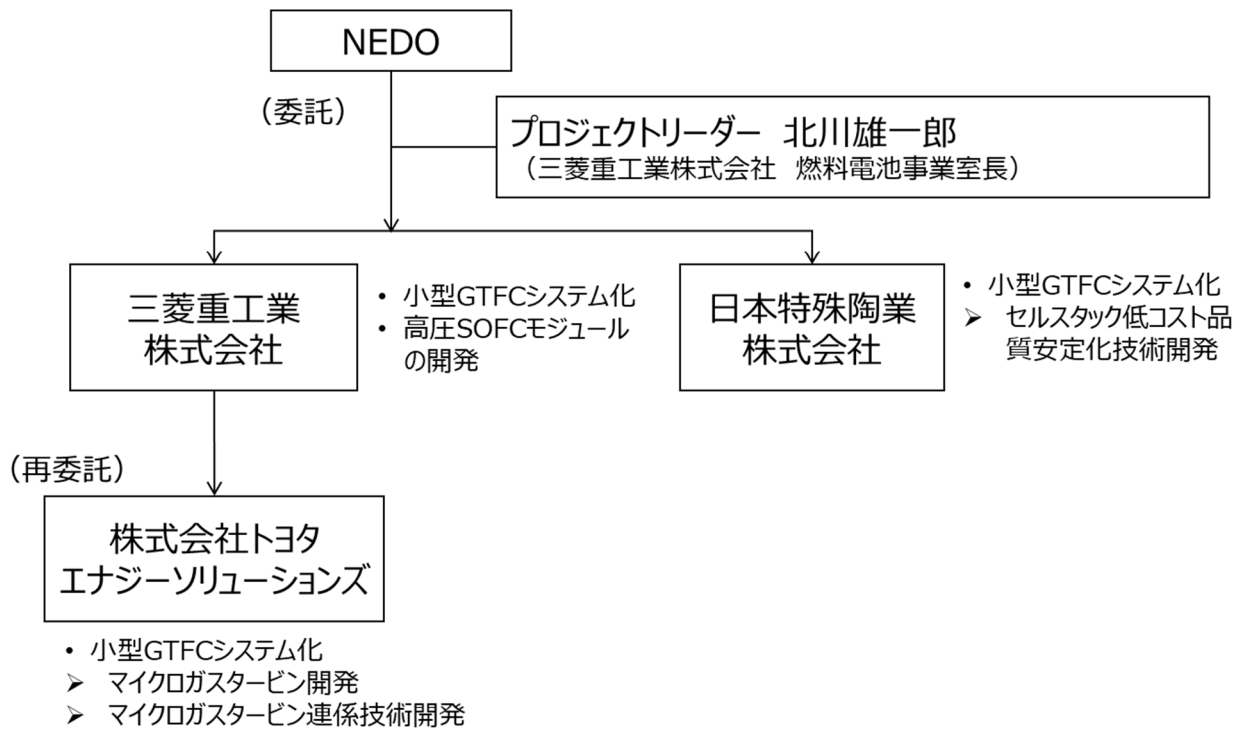 NEDO
（委託）
プロジェクトリーダー　北川雄一郎
（三菱重工業株式会社　燃料電池事業室長）
三菱重工業
株式会社
• 小型GTFCシステム化
• 高圧SOFCモジュール
の開発
日本特殊陶業
株式会社
• 小型GTFCシステム化
➢ セルスタック低コスト品
質安定化技術開発
（再委託）
株式会社トヨタ
エナジーソリューションズ
• 小型GTFCシステム化
➢ マイクロガスタービン開発
➢ マイクロガスタービン連係技術開発